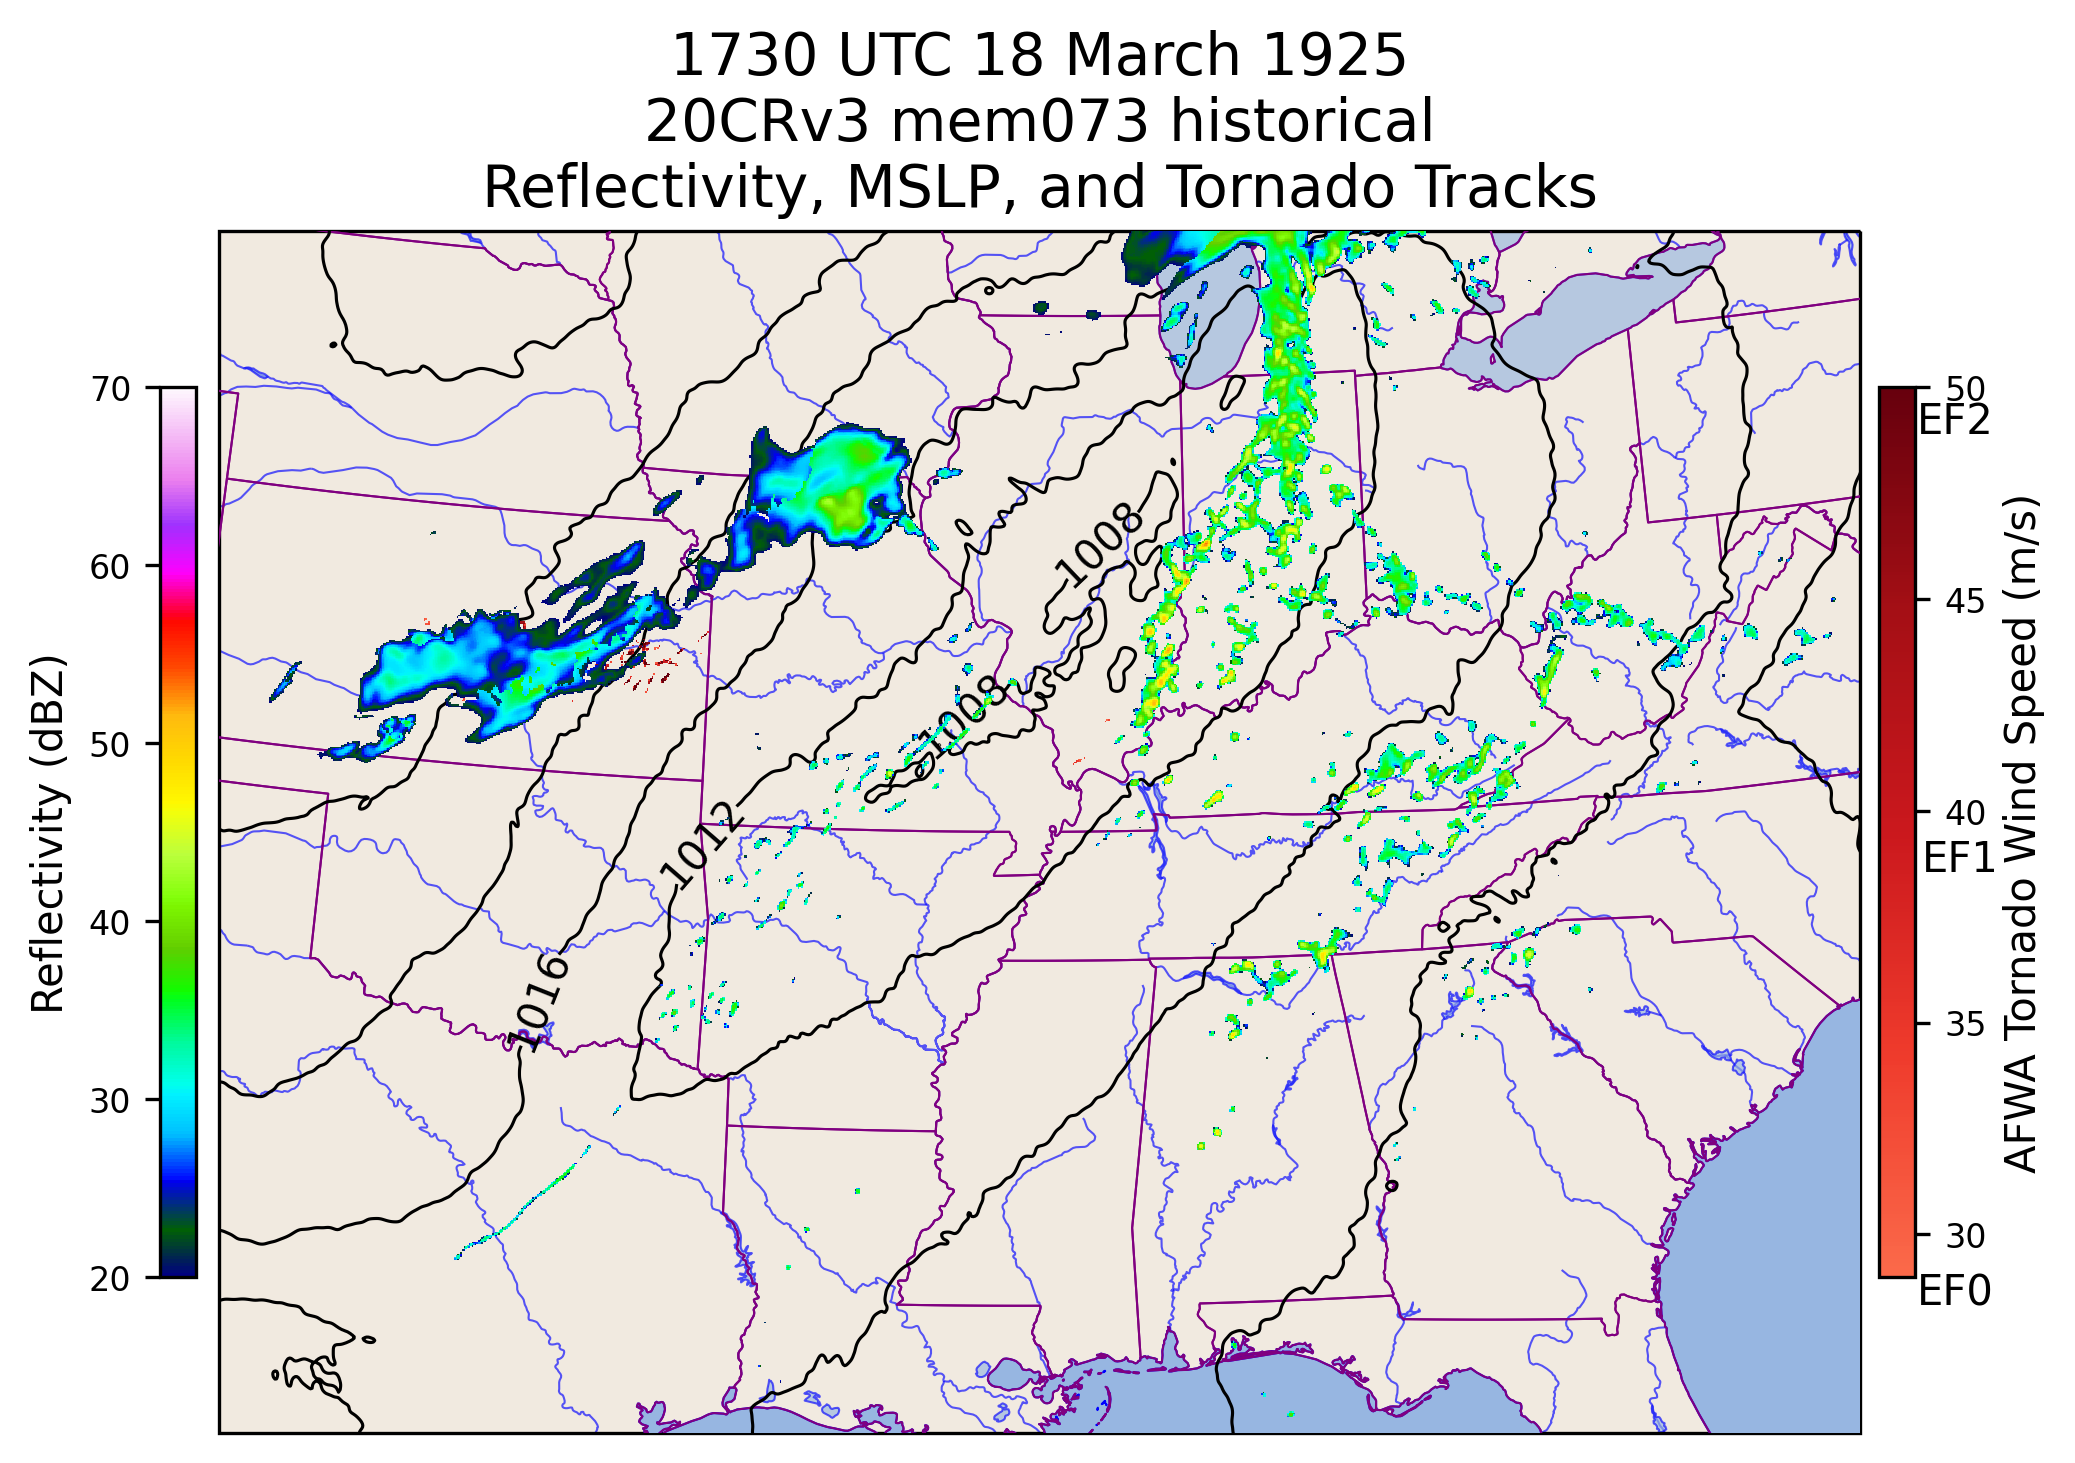 1730 UTC 18 March 1925
20CRv3 mem073 historical
Reflectivity, MSLP, and Tornado Tracks
Reflectivity (dBZ)
70
60
50
40
30
20
1008
1008
1012
1016
50
EF2
45
40
EF1
35
30
EF0
AFWA Tornado Wind Speed (m/s)